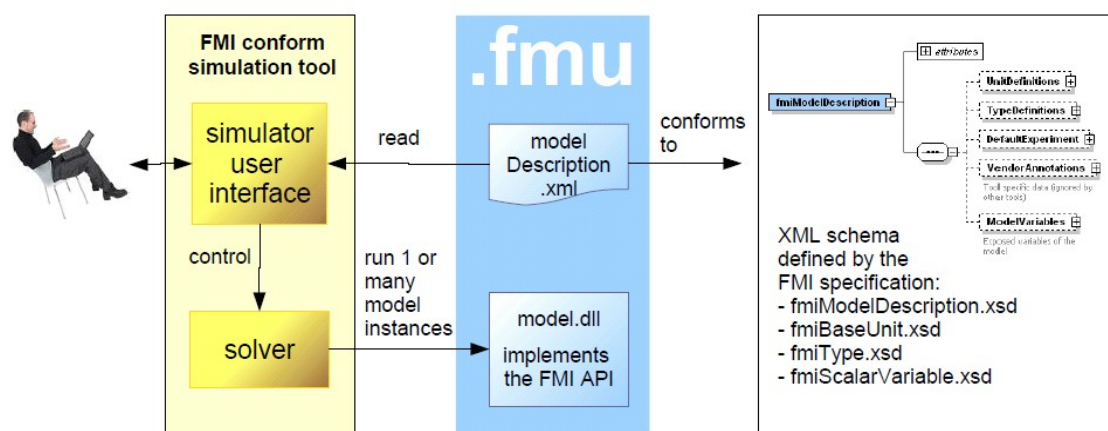 FMI conform
simulation tool
simulator
user
interface
control
solver
read
run 1 or
many
model
instances
.fmu
model
Description
.xml
model.dll
implements
the FMI API
conforms
to
attributes
fmiModelDescription
UnitDefinitions
TypeDefinitions
DefaultExperiment
VendorAnnotations
Tool specific data (ignored by
other tools)
ModelVariables
Exposed variables of the
model
XML schema
defined by the
FMI specification:
- fmiModelDescription.xsd
- fmiBaseUnit.xsd
- fmiType.xsd
- fmiScalarVariable.xsd